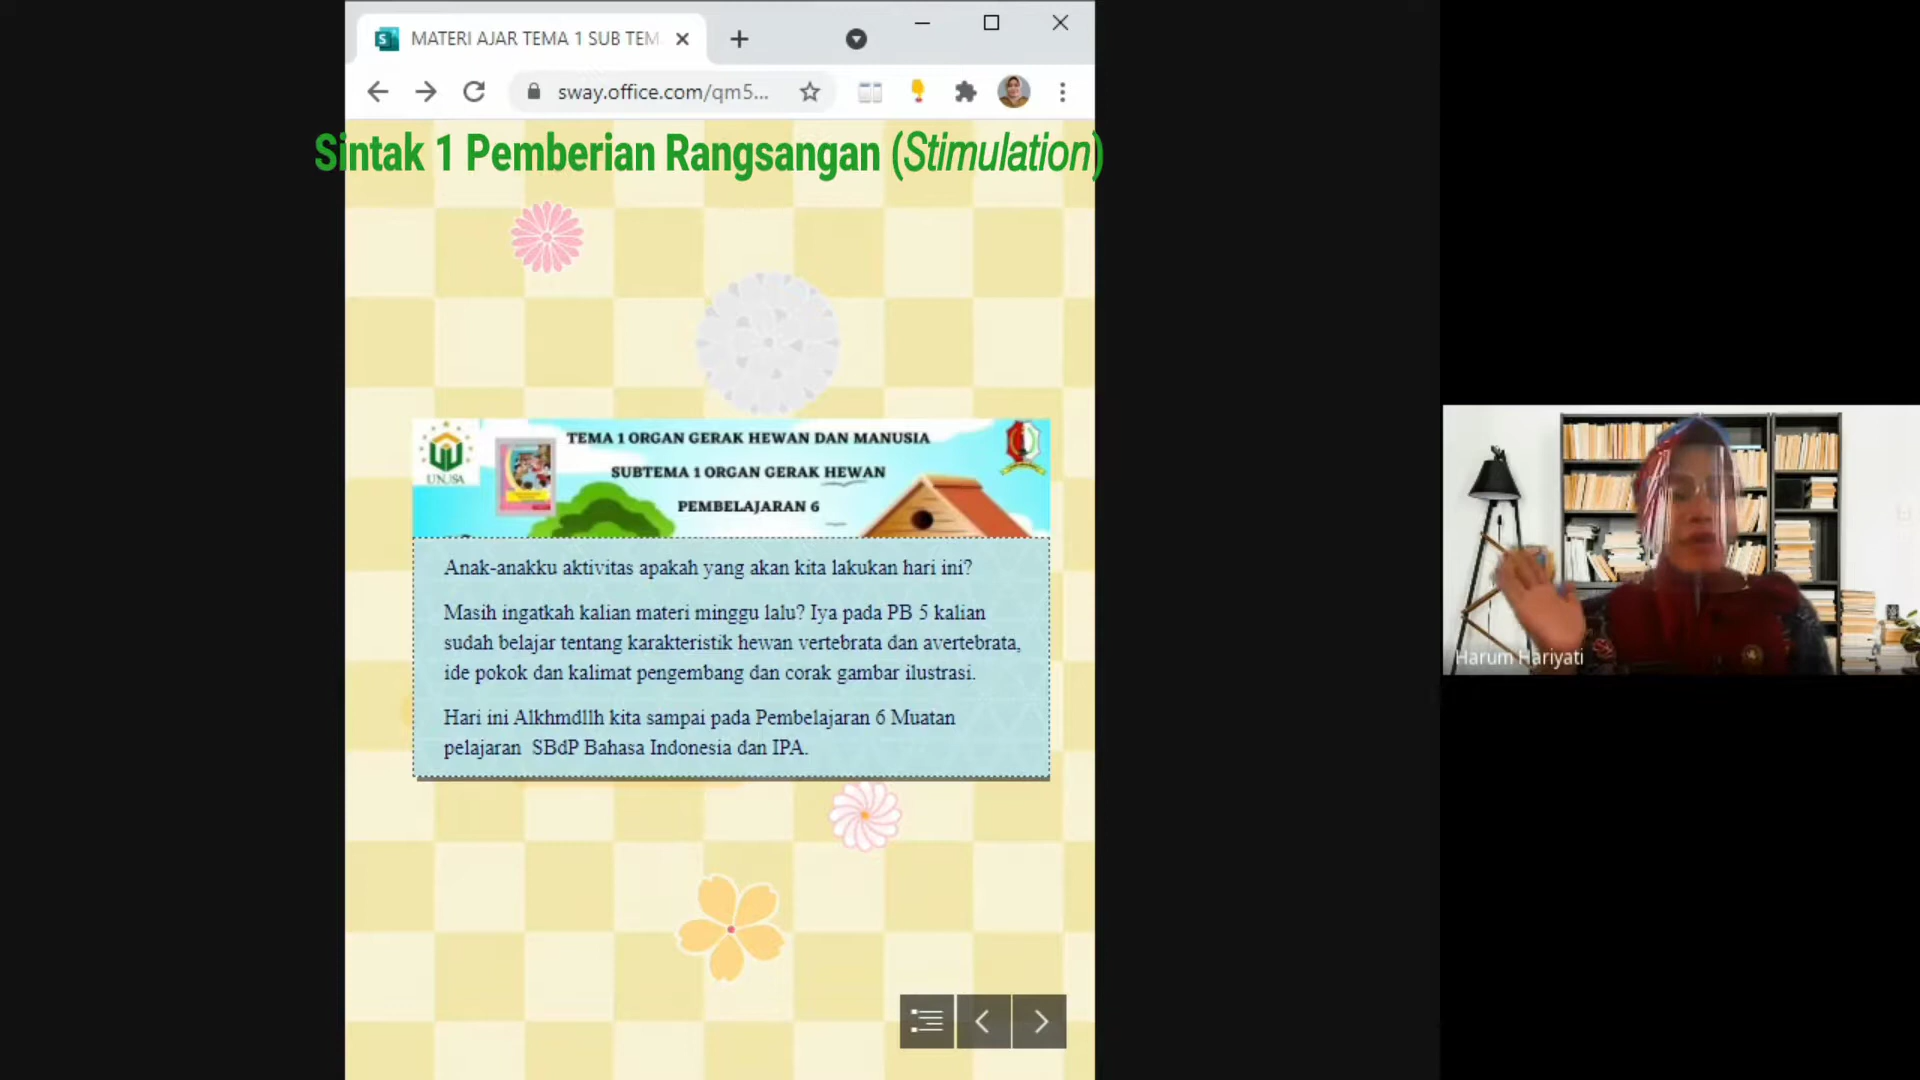 MATERI AJAR TEMA 1 SUB TEM
sway.office.com/qm5...
Sintak 1 Pemberian Rangsangan (Stimulation)
UNUSA
TEMA 1 ORGAN GERAK HEWAN DAN MANUSIA
SUBTEMA 1 ORGAN GERAK HEWAN
PEMBELAJARAN 6
Anak-anakku aktivitas apakah yang akan kita lakukan hari ini?
Masih ingatkah kalian materi minggu lalu? Iya pada PB 5 kalian
sudah belajar tentang karakteristik hewan vertebrata dan avertebrata,
ide pokok dan kalimat pengembang dan corak gambar ilustrasi.
Hari ini Alkhmdllh kita sampai pada Pembelajaran 6 Muatan
pelajaran SBdP Bahasa Indonesia dan IPA.
Harum Hariyati